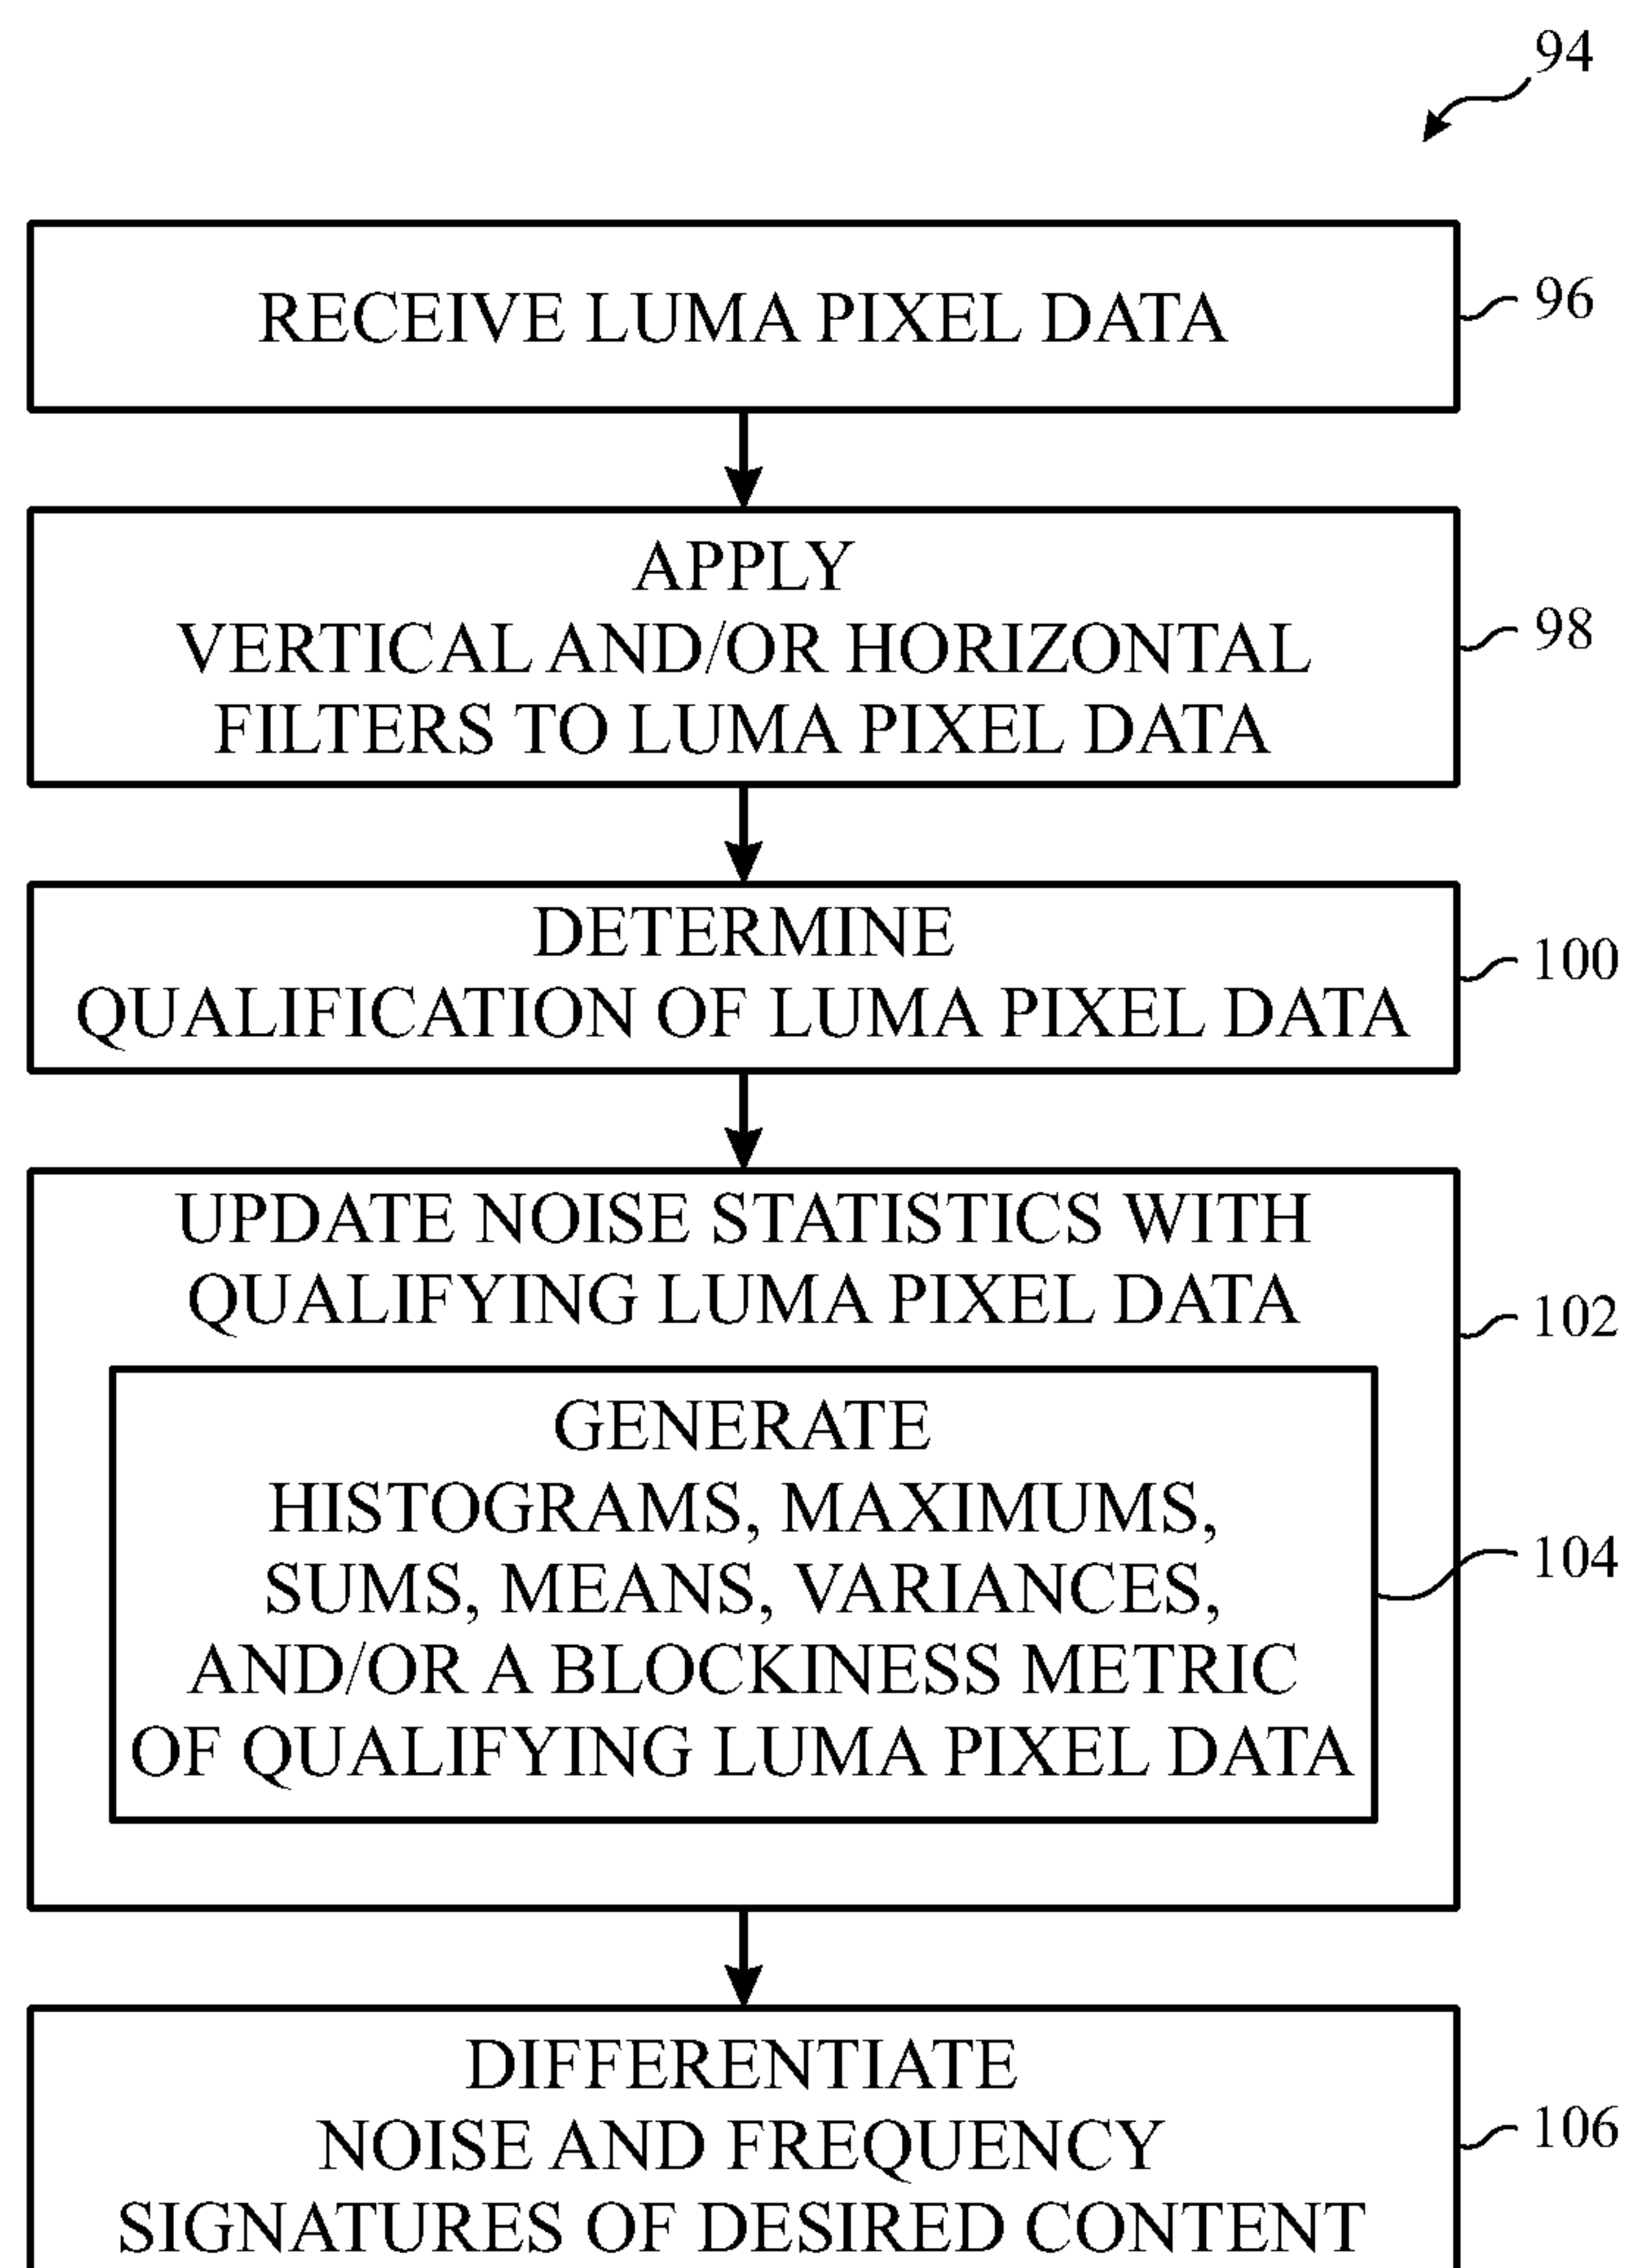 94
RECEIVE LUMA PIXEL DATA
96
APPLY
VERTICAL AND/OR HORIZONTAL
FILTERS TO LUMA PIXEL DATA
98
DETERMINE
QUALIFICATION OF LUMA PIXEL DATA
100
UPDATE NOISE STATISTICS WITH
QUALIFYING LUMA PIXEL DATA
102
GENERATE
HISTOGRAMS, MAXIMUMS,
SUMS, MEANS, VARIANCES,
AND/OR A BLOCKINESS METRIC
OF QUALIFYING LUMA PIXEL DATA
104
DIFFERENTIATE
NOISE AND FREQUENCY
SIGNATURES OF DESIRED CONTENT
106